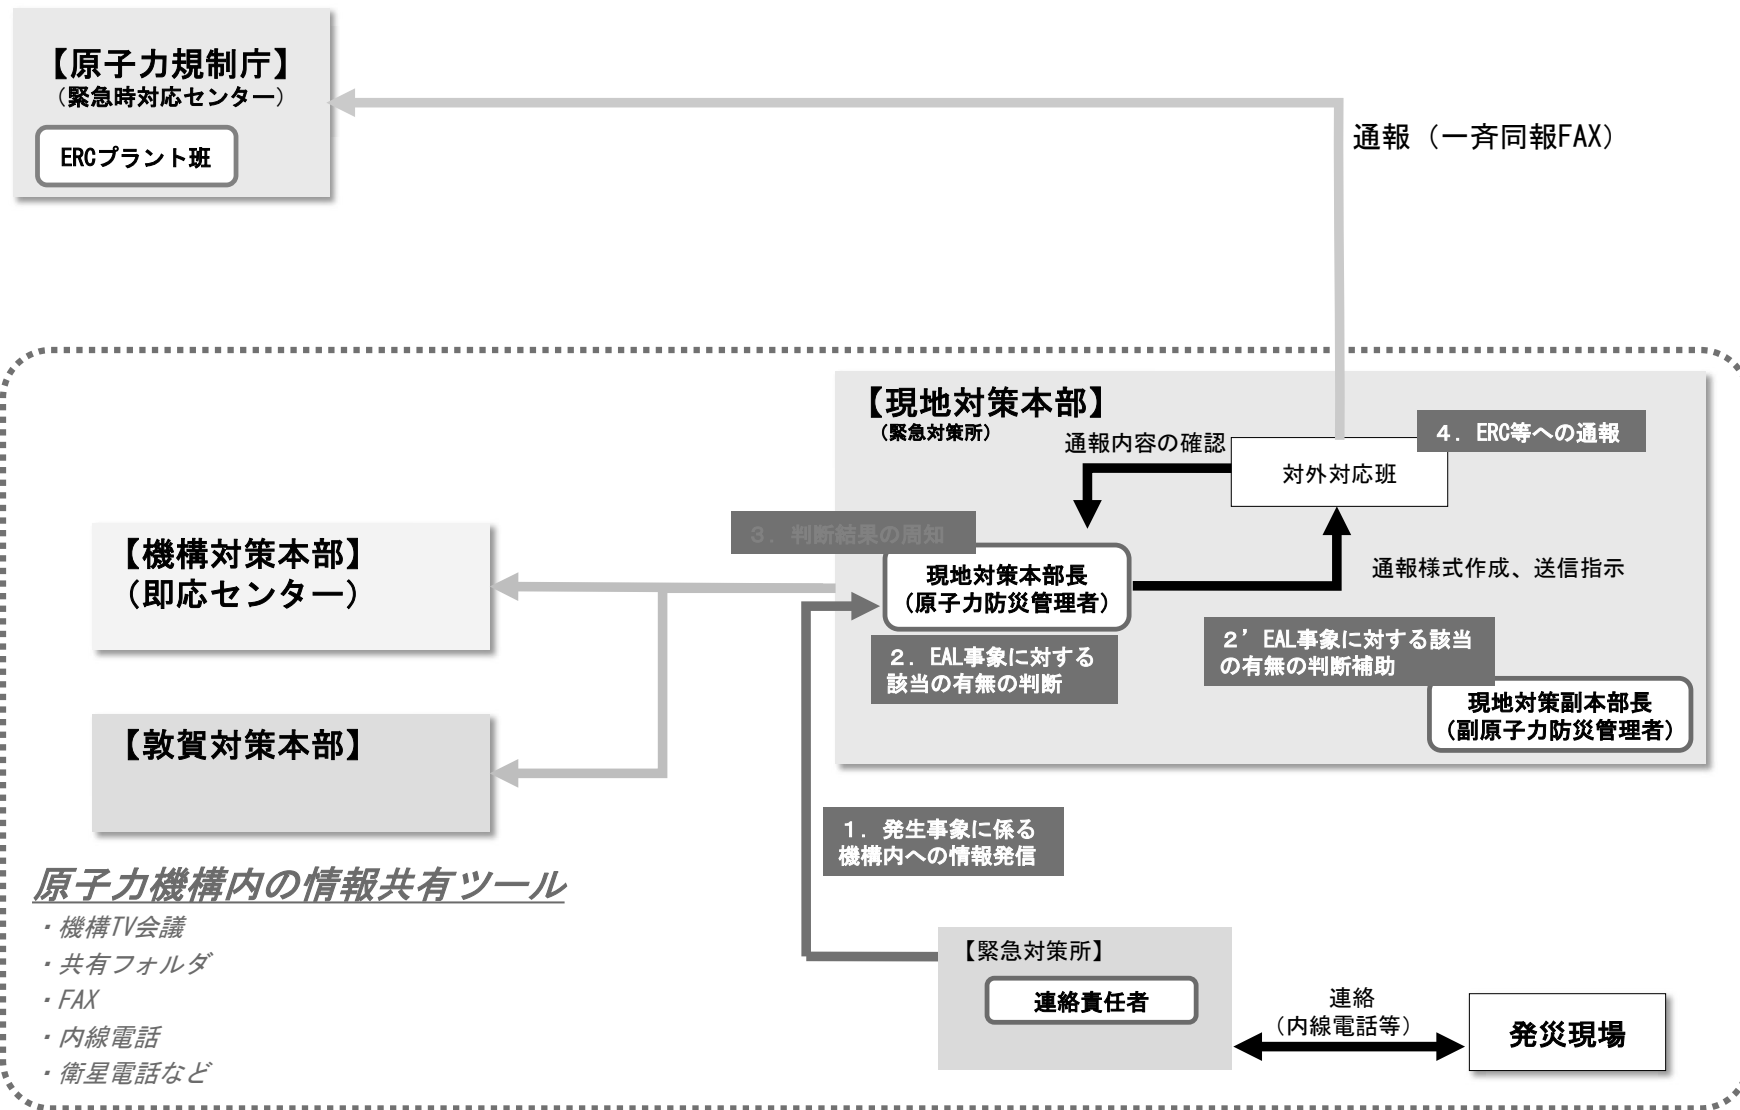 【原子力規制庁】
（緊急時対応センター）
ERCプラント班
通報（一斉同報FAX）
【現地対策本部】
（緊急対策所）
通報内容の確認
４．ERC等への通報
対外対応班
３．判断結果の周知
現地対策本部長
（原子力防災管理者）
通報様式作成、送信指示
２．EAL事象に対する
該当の有無の判断
２’EAL事象に対する該当
の有無の判断補助
現地対策副本部長
（副原子力防災管理者）
【機構対策本部】
（即応センター）
【敦賀対策本部】
１．発生事象に係る
機構内への情報発信
原子力機構内の情報共有ツール
・機構TV会議
・共有フォルダ
・FAX
・内線電話
・衛星電話など
【緊急対策所】
連絡責任者
連絡
（内線電話等）
発災現場